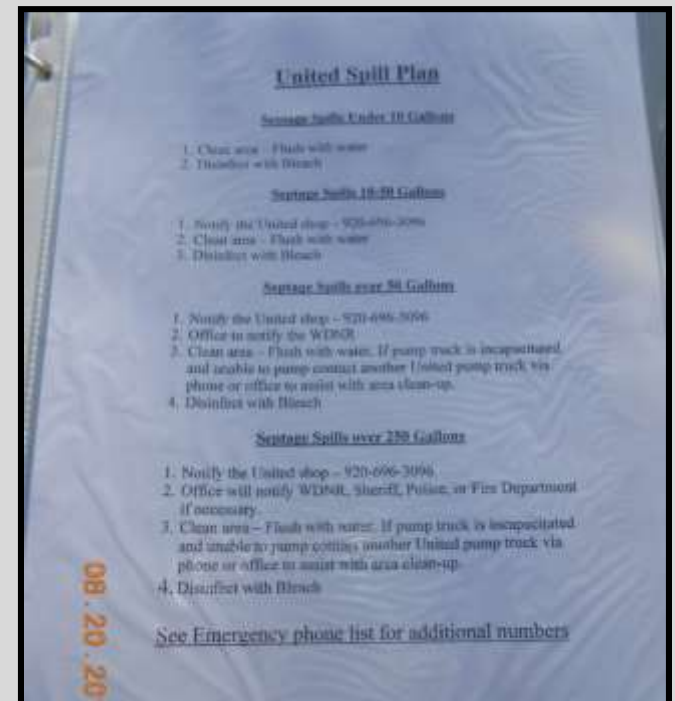 United Spill Plan
Septage Spills Under 10 Gallons
1. Clean area – Flush with water
2. Disinfect with Bleach
Septage Spills 10-50 Gallons
1. Notify the United shop – 920-696-3096
2. Clean area – Flush with water
3. Disinfect with Bleach
Septage Spills over 50 Gallons
1. Notify the United shop – 920-696-3096
2. Office to notify the WDNR
3. Clean area – Flush with water. If pump truck is incapacitated
and unable to pump contact another United pump truck via
phone or office to assist with area clean-up.
4. Disinfect with Bleach
Septage Spills over 250 Gallons
1. Notify the United shop – 920-696-3096
2. Office will notify WDNR, Sheriff, Police, or Fire Department
if necessary.
3. Clean area – Flush with water. If pump truck is incapacitated
and unable to pump contact another United pump truck via
phone or office to assist with area clean-up.
4. Disinfect with Bleach
See Emergency phone list for additional numbers
08.20.20